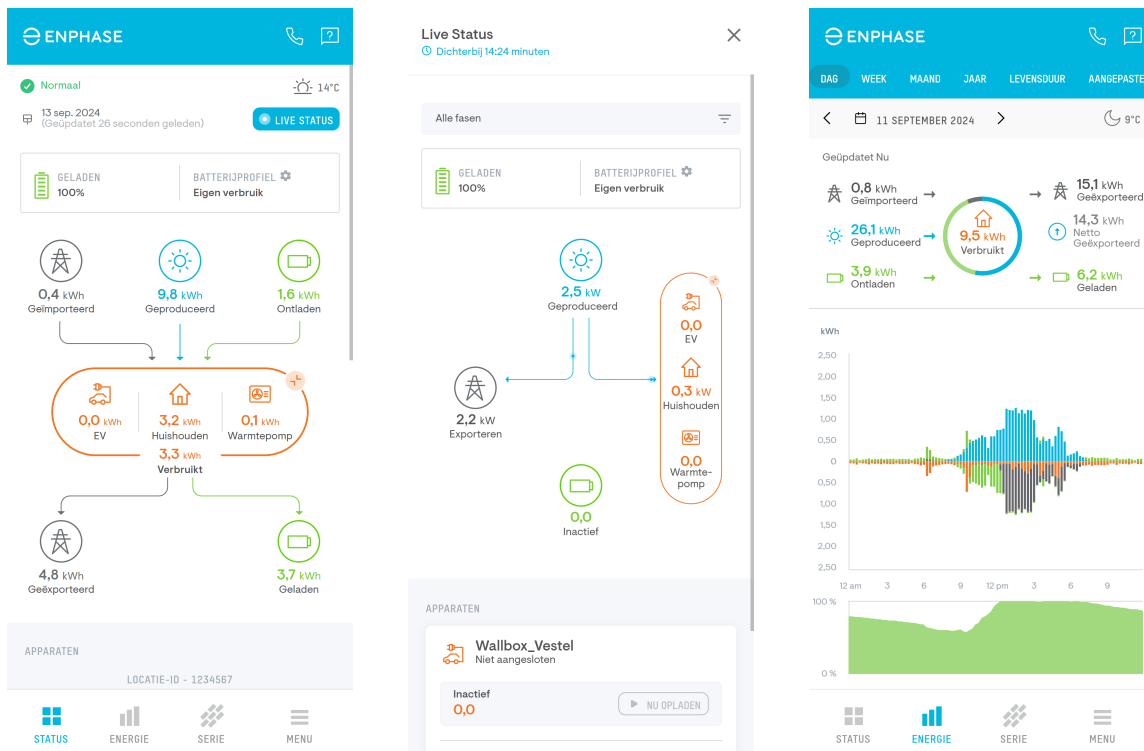 ENPHASE
Normaal
14°C
13 sep. 2024
(Geüpdatet 26 seconden geleden)
LIVE STATUS
GELADEN
100%
BATTERIJPROFIEL
Eigen verbruik
0,4 kWh
Geïmporteerd
9,8 kWh
Geproduceerd
1,6 kWh
Ontladen
0,0 kWh
EV
3,2 kWh
Huishouden
0,1 kWh
Warmtepomp
3,3 kWh
Verbruikt
4,8 kWh
Geëxporteerd
3,7 kWh
Geladen
APPARATEN
LOCATIE-ID - 1234567
STATUS
ENERGIE
SERIE
MENU
Live Status
Dichterbij 14:24 minuten
Alle fasen
GELADEN
100%
BATTERIJPROFIEL
Eigen verbruik
2,5 kW
Geproduceerd
0,0
EV
0,3 kW
Huishouden
0,0
Warmte-
pomp
2,2 kW
Exporteren
0,0
Inactief
APPARATEN
Wallbox_Vestel
Niet aangesloten
Inactief
0,0
NU OPLADEN
ENPHASE
DAG WEEK MAAND JAAR LEVENSDUUR AANGEPASTE
11 SEPTEMBER 2024
9°C
Geüpdatet Nu
0,8 kWh
Geïmporteerd
26,1 kWh
Geproduceerd
3,9 kWh
Ontladen
9,5 kWh
Verbruikt
15,1 kWh
Geëxporteerd
14,3 kWh
Netto
Geëxporteerd
6,2 kWh
Geladen
kWh
2,50
2,00
1,50
1,00
0,50
0
0,50
1,00
1,50
2,00
2,50
12 am 3 6 9 12 pm 3 6 9
100 %
0 %
STATUS
ENERGIE
SERIE
MENU